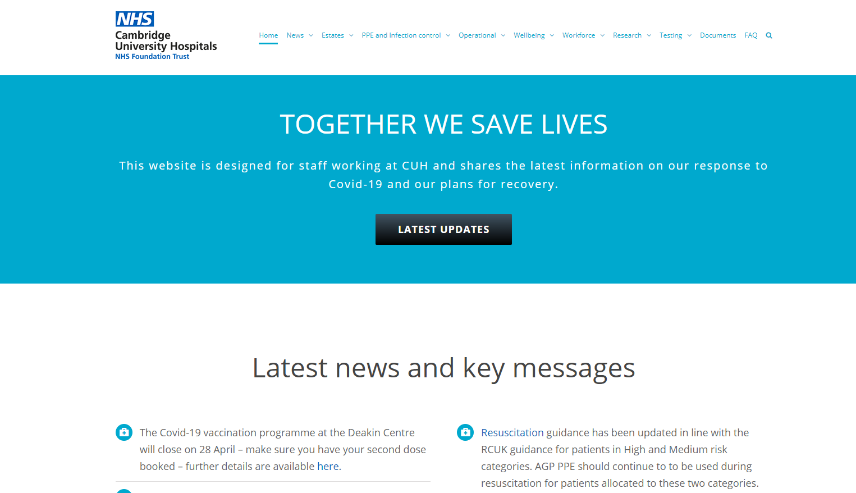 NHS
Cambridge
University Hospitals
NHS Foundation Trust
Home News Estates PPE and Infection control Operational Wellbeing Workforce Research Testing Documents FAQ
TOGETHER WE SAVE LIVES
This website is designed for staff working at CUH and shares the latest information on our response to
Covid-19 and our plans for recovery.
LATEST UPDATES
Latest news and key messages
The Covid-19 vaccination programme at the Deakin Centre
will close on 28 April – make sure you have your second dose
booked – further details are available here.
Resuscitation guidance has been updated in line with the
RCUK guidance for patients in High and Medium risk
categories. AGP PPE should continue to to be used during
resuscitation for patients allocated to these two categories.